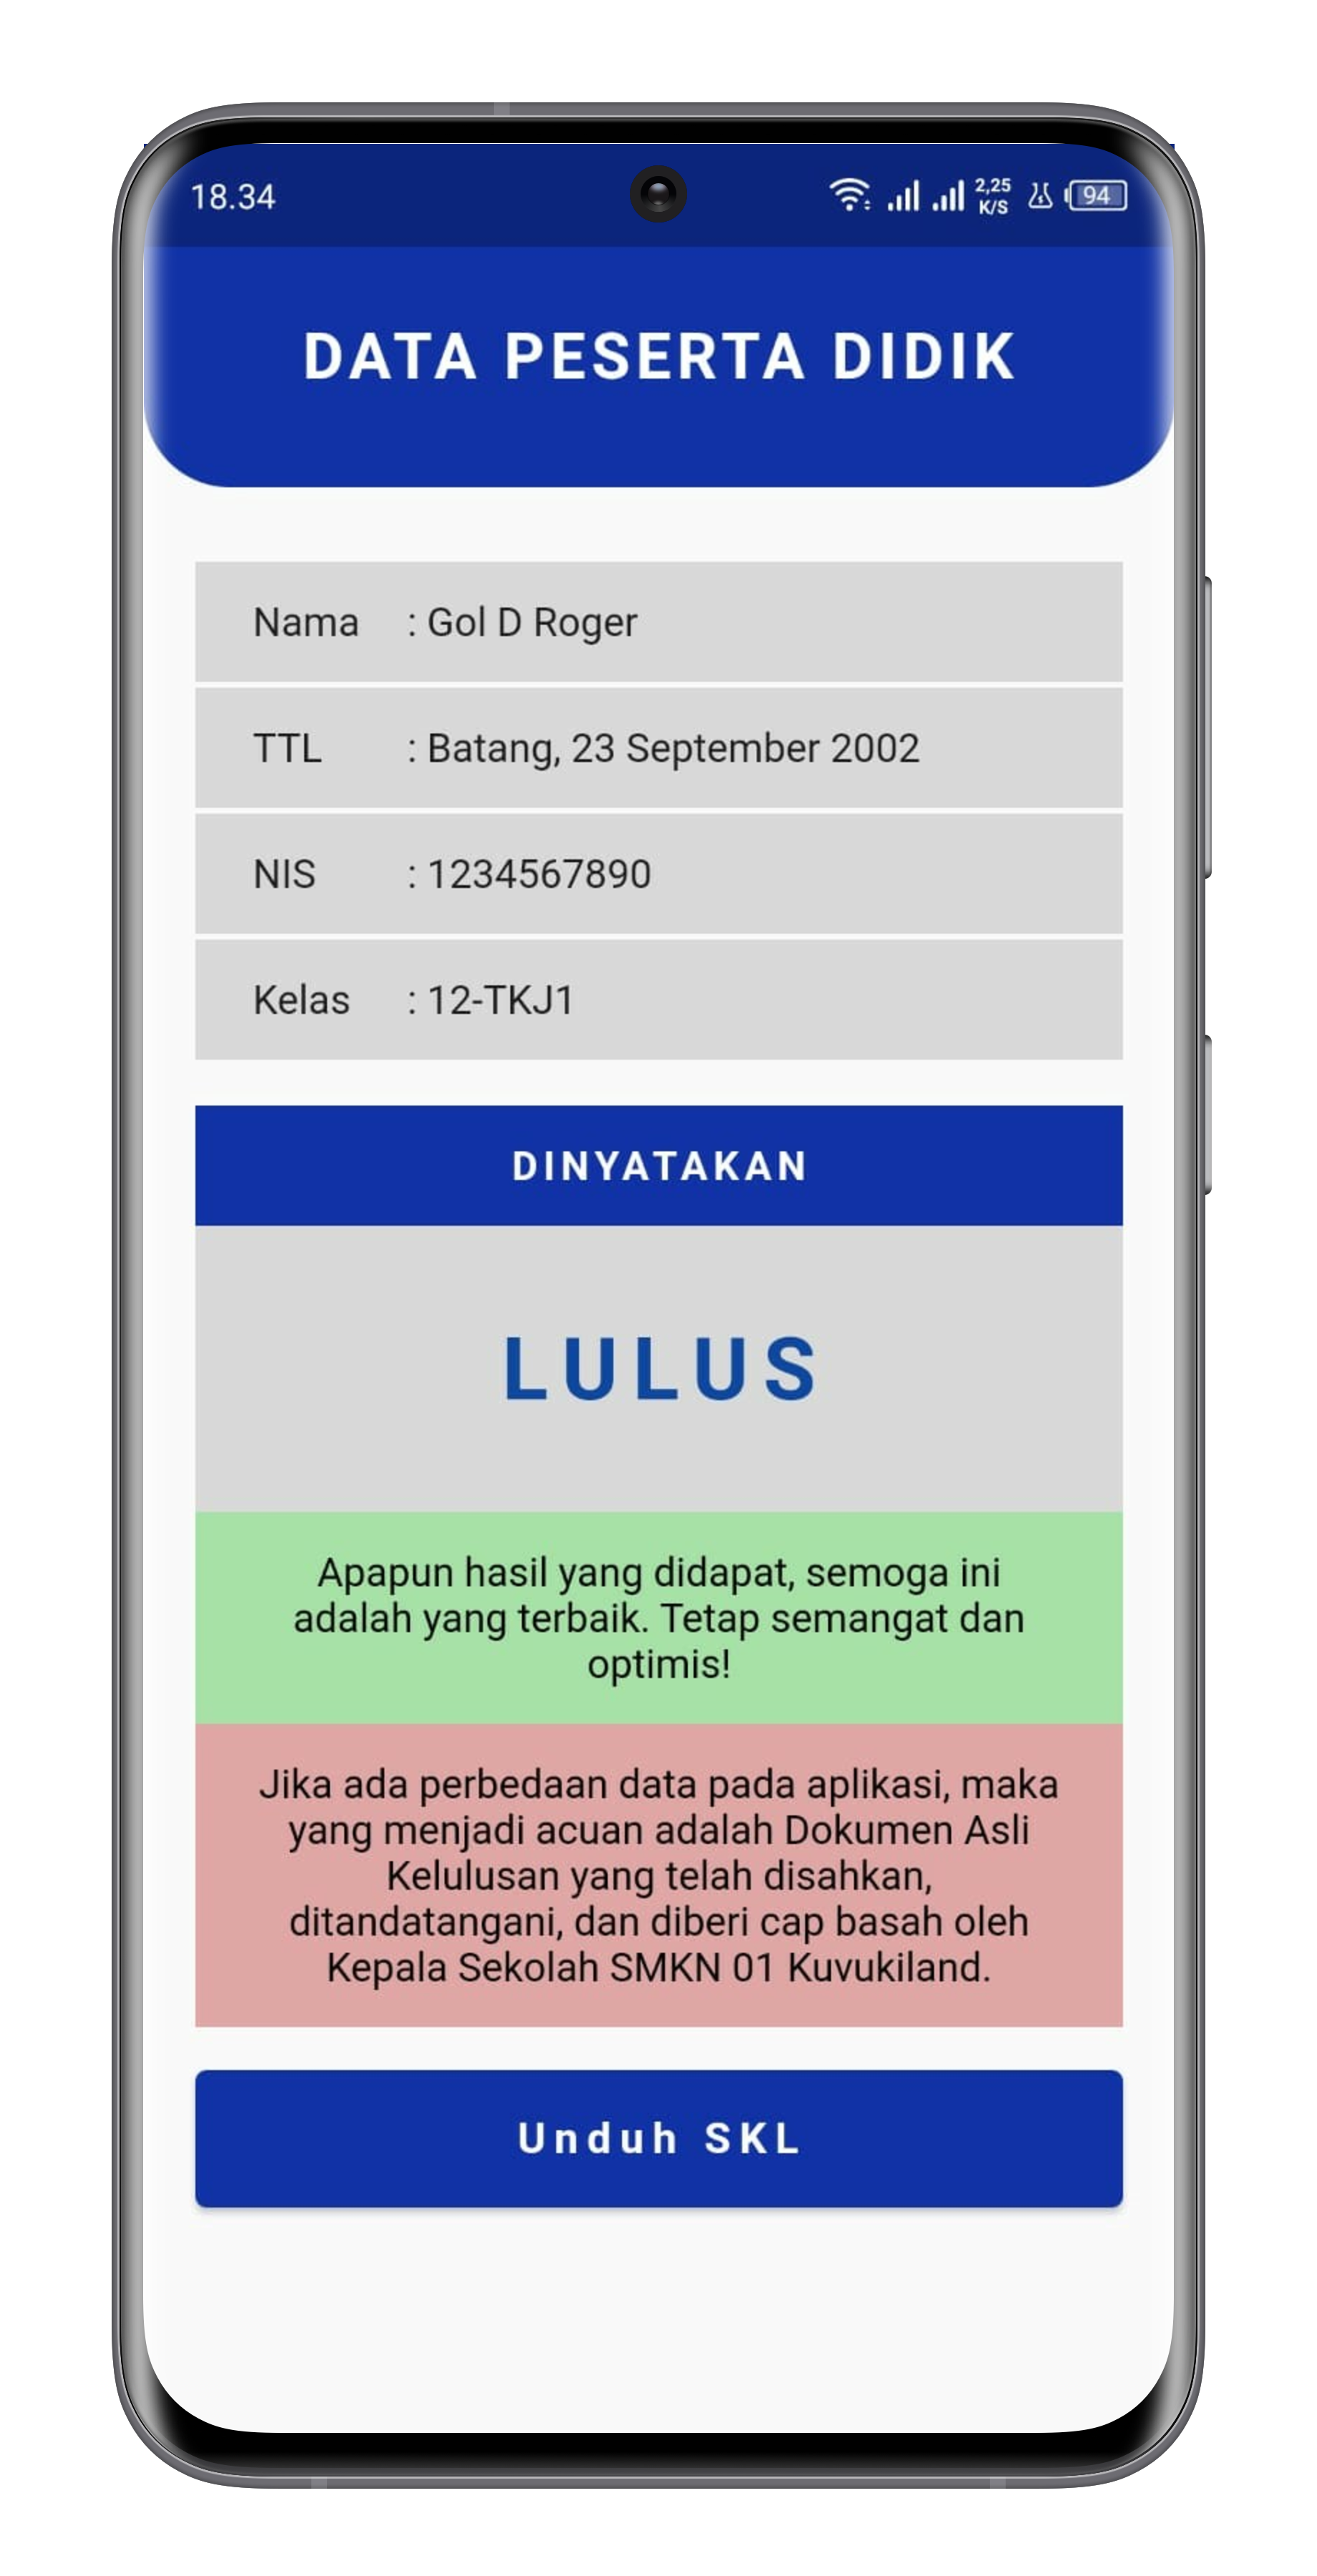 18.34
2,25
K/S
94
DATA PESERTA DIDIK
Nama : Gol D Roger
TTL : Batang, 23 September 2002
NIS : 1234567890
Kelas : 12-TKJ1
DINYATAKAN
LULUS
Apapun hasil yang didapat, semoga ini
adalah yang terbaik. Tetap semangat dan
optimis!
Jika ada perbedaan data pada aplikasi, maka
yang menjadi acuan adalah Dokumen Asli
Kelulusan yang telah disahkan,
ditandatangani, dan diberi cap basah oleh
Kepala Sekolah SMKN 01 Kuvukiland.
Unduh SKL